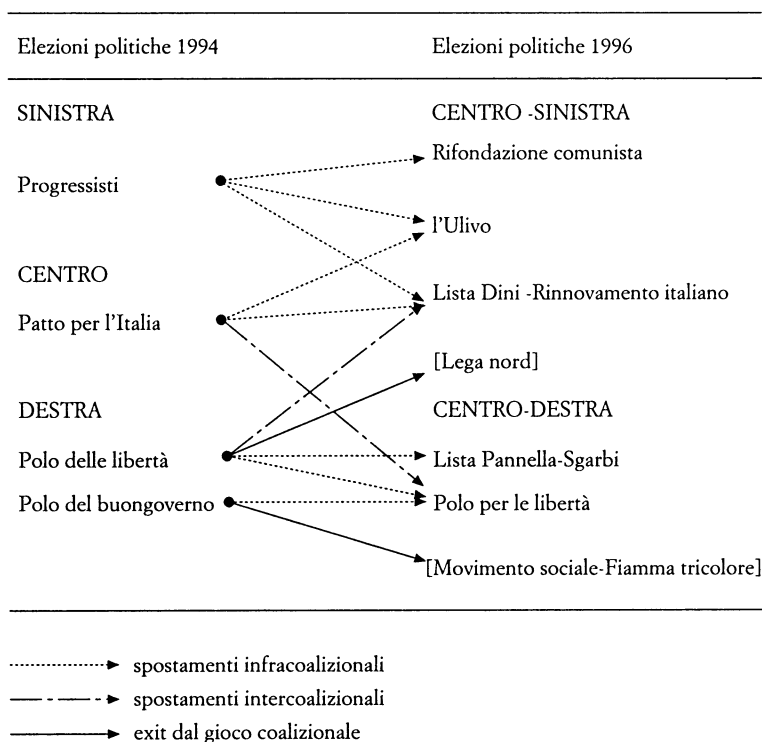 Elezioni politiche 1994
Elezioni politiche 1996
SINISTRA
CENTRO -SINISTRA
Rifondazione comunista
Progressisti
l'Ulivo
CENTRO
Lista Dini -Rinnovamento italiano
Patto per l'Italia
[Lega nord]
DESTRA
CENTRO-DESTRA
Polo delle libertà
Lista Pannella-Sgarbi
Polo del buongoverno
Polo per le libertà
[Movimento sociale-Fiamma tricolore]
spostamenti infracoalizionali
spostamenti intercoalizionali
exit dal gioco coalizionale